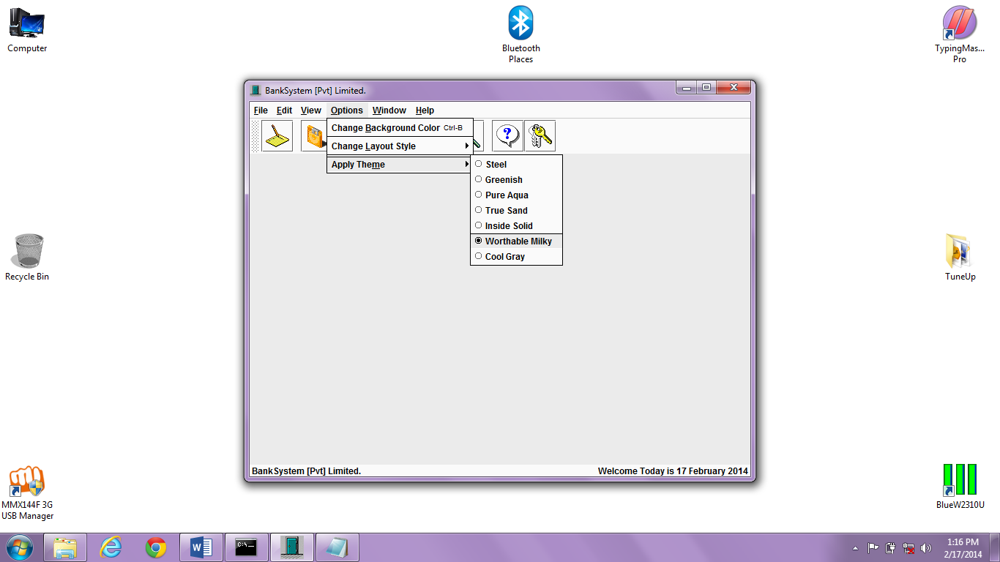 Computer
Bluetooth
Places
TypingMas...
Pro
BankSystem [Pvt] Limited.
File Edit View Options Window Help
Change Background Color Ctrl-B
Change Layout Style
Apply Theme
Steel
Greenish
Pure Aqua
True Sand
Inside Solid
Worthable Milky
Cool Gray
Recycle Bin
TuneUp
BankSystem [Pvt] Limited. Welcome Today is 17 February 2014
MMX144F 3G
USB Manager
BlueW2310U
C:\_
1:16 PM
2/17/2014